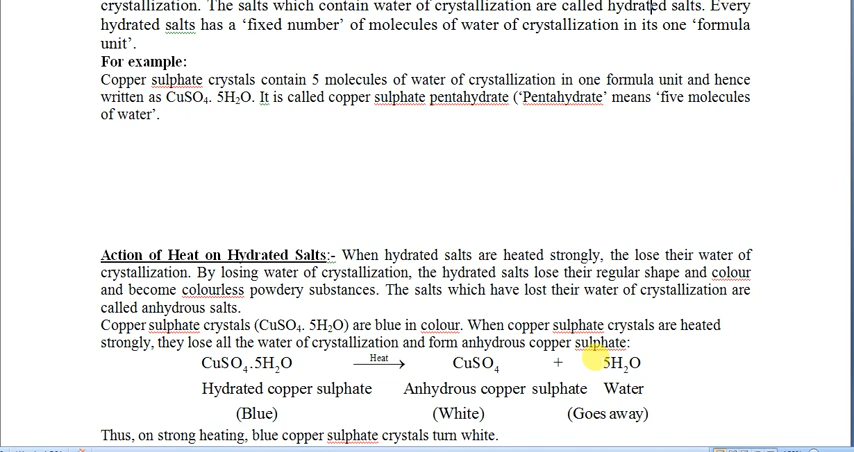 crystallization. The salts which contain water of crystallization are called hydrated salts. Every
hydrated salts has a ‘fixed number’ of molecules of water of crystallization in its one ‘formula
unit’.
For example:
Copper sulphate crystals contain 5 molecules of water of crystallization in one formula unit and hence
written as CuSO₄. 5H₂O. It is called copper sulphate pentahydrate (‘Pentahydrate’ means ‘five molecules
of water’.
Action of Heat on Hydrated Salts:- When hydrated salts are heated strongly, the lose their water of
crystallization. By losing water of crystallization, the hydrated salts lose their regular shape and colour
and become colourless powdery substances. The salts which have lost their water of crystallization are
called anhydrous salts.
Copper sulphate crystals (CuSO₄. 5H₂O) are blue in colour. When copper sulphate crystals are heated
strongly, they lose all the water of crystallization and form anhydrous copper sulphate:
CuSO₄.5H₂O Heat → CuSO₄ + 5H₂O
Hydrated copper sulphate Anhydrous copper sulphate Water
(Blue) (White) (Goes away)
Thus, on strong heating, blue copper sulphate crystals turn white.